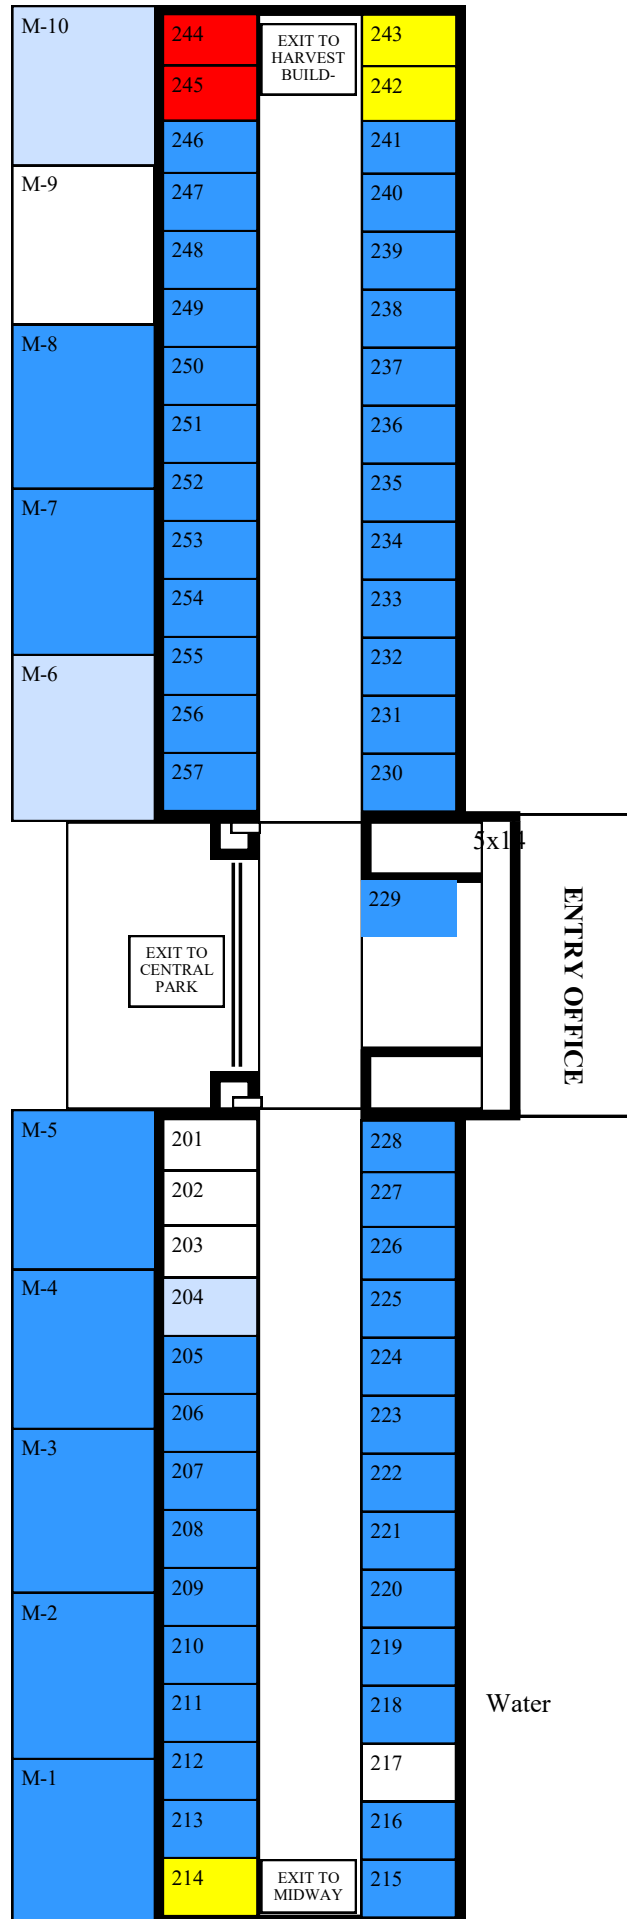 M-10
244
EXIT TO
HARVEST
BUILD-
243
245
242
246
241
M-9
247
240
248
239
249
238
M-8
250
237
251
236
252
235
M-7
253
234
254
233
255
232
M-6
256
231
257
230
5x14
229
ENTRY OFFICE
EXIT TO
CENTRAL
PARK
M-5
201
228
202
227
203
226
M-4
204
225
205
224
206
223
M-3
207
222
208
221
209
220
M-2
210
219
211
218
Water
212
217
M-1
213
216
214
EXIT TO
MIDWAY
215